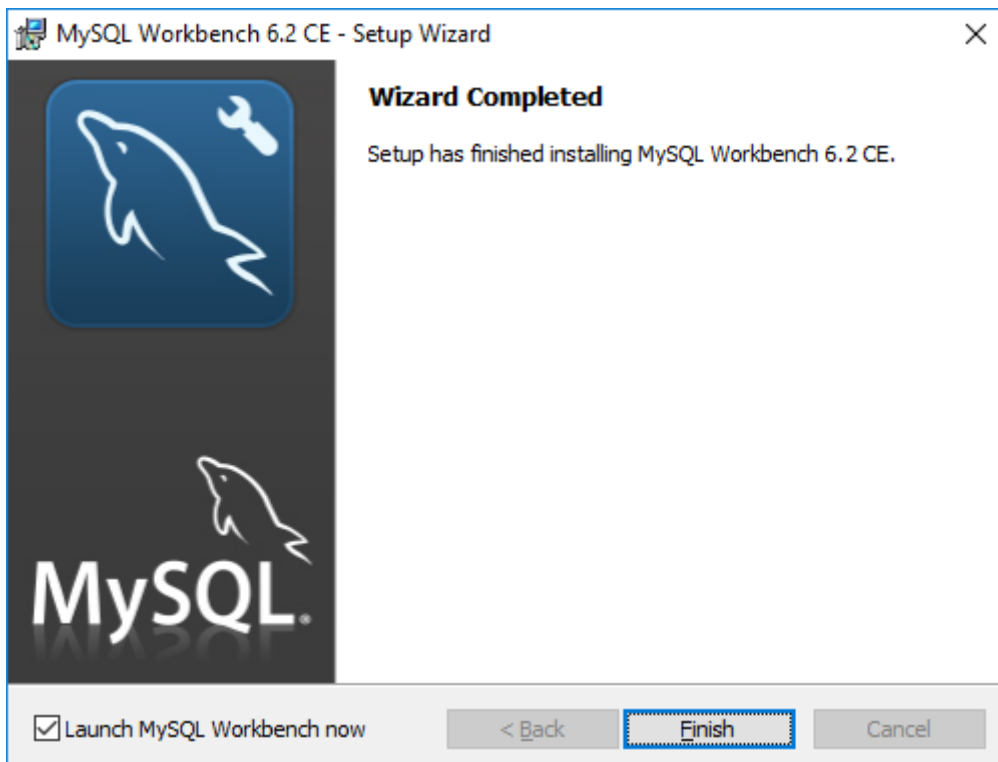 MySQL Workbench 6.2 CE - Setup Wizard
Wizard Completed
Setup has finished installing MySQL Workbench 6.2 CE.
MySQL®
Launch MySQL Workbench now
< Back
Finish
Cancel